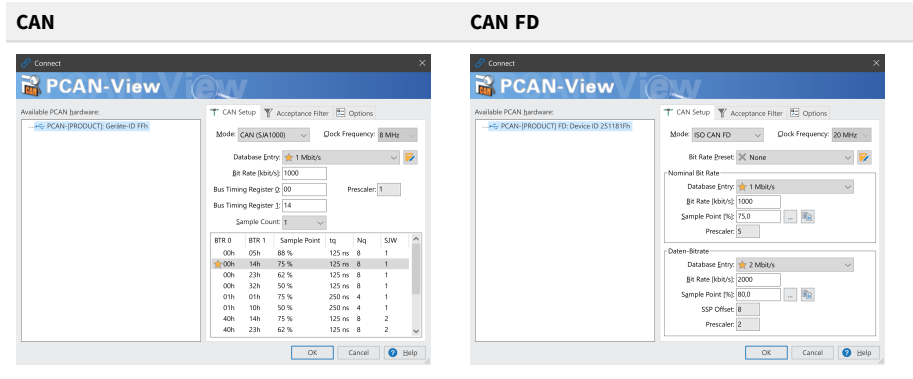 CAN
CAN FD
Connect
PCAN-View
Available PCAN hardware:
PCAN-[PRODUCT]: Geräte-ID FFh
CAN Setup
Acceptance Filter
Options
Mode: CAN (SJA1000)
Clock Frequency: 8 MHz
Database Entry: 1 Mbit/s
Bit Rate [kbit/s]: 1000
Bus Timing Register 0: 00
Prescaler: 1
Bus Timing Register 1: 14
Sample Count: 1
BTR 0 BTR 1 Sample Point tq Nq SJW
00h 05h 88 % 125 ns 8 1
00h 14h 75 % 125 ns 8 1
00h 23h 62 % 125 ns 8 1
00h 32h 50 % 125 ns 8 1
01h 01h 75 % 250 ns 4 1
01h 10h 50 % 250 ns 4 1
40h 14h 75 % 125 ns 8 2
40h 23h 62 % 125 ns 8 2
OK
Cancel
Help
Connect
PCAN-View
Available PCAN hardware:
PCAN-[PRODUCT] FD: Device ID 251181Fh
CAN Setup
Acceptance Filter
Options
Mode: ISO CAN FD
Clock Frequency: 20 MHz
Bit Rate Preset: None
Nominal Bit Rate
Database Entry: 1 Mbit/s
Bit Rate [kbit/s]: 1000
Sample Point [%]: 75,0
...
Prescaler: 5
Daten-Bitrate
Database Entry: 2 Mbit/s
Bit Rate [kbit/s]: 2000
Sample Point [%]: 80,0
...
SSP Offset: 8
Prescaler: 2
OK
Cancel
Help